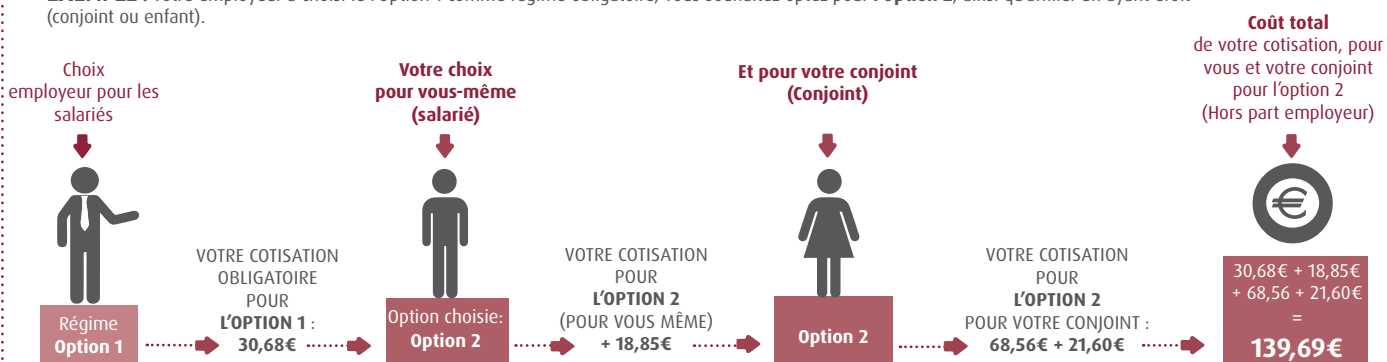 (conjoint ou enfant).
Choix
employeur pour les
salariés
Votre choix
pour vous-même
(salarié)
Et pour votre conjoint
(Conjoint)
Coût total
de votre cotisation, pour
vous et votre conjoint
pour l'option 2
(Hors part employeur)
Régime
Option 1
VOTRE COTISATION
OBLIGATOIRE
POUR
L'OPTION 1 :
30,68€
Option choisie:
Option 2
VOTRE COTISATION
POUR
L'OPTION 2
(POUR VOUS MÊME)
+ 18,85€
Option 2
VOTRE COTISATION
POUR
L'OPTION 2
POUR VOTRE CONJOINT :
68,56€ + 21,60€
€
30,68€ + 18,85€
+ 68,56 + 21,60€
=
139,69€